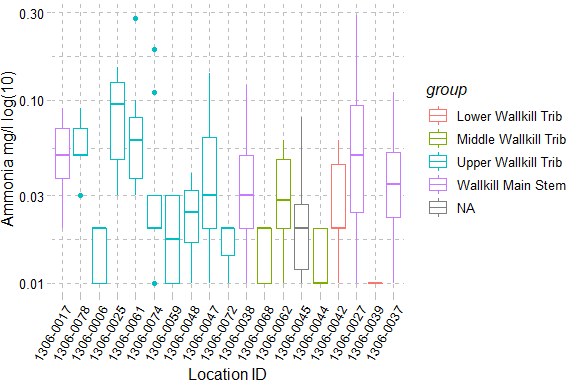 0.30
0.10
0.03
0.01
Ammonia mg/l log(10)
1306-0017
1306-0078
1306-0006
1306-0025
1306-0061
1306-0074
1306-0059
1306-0048
1306-0047
1306-0072
1306-0038
1306-0068
1306-0062
1306-0045
1306-0044
1306-0042
1306-0027
1306-0039
1306-0037
Location ID
group
Lower Wallkill Trib
Middle Wallkill Trib
Upper Wallkill Trib
Wallkill Main Stem
NA